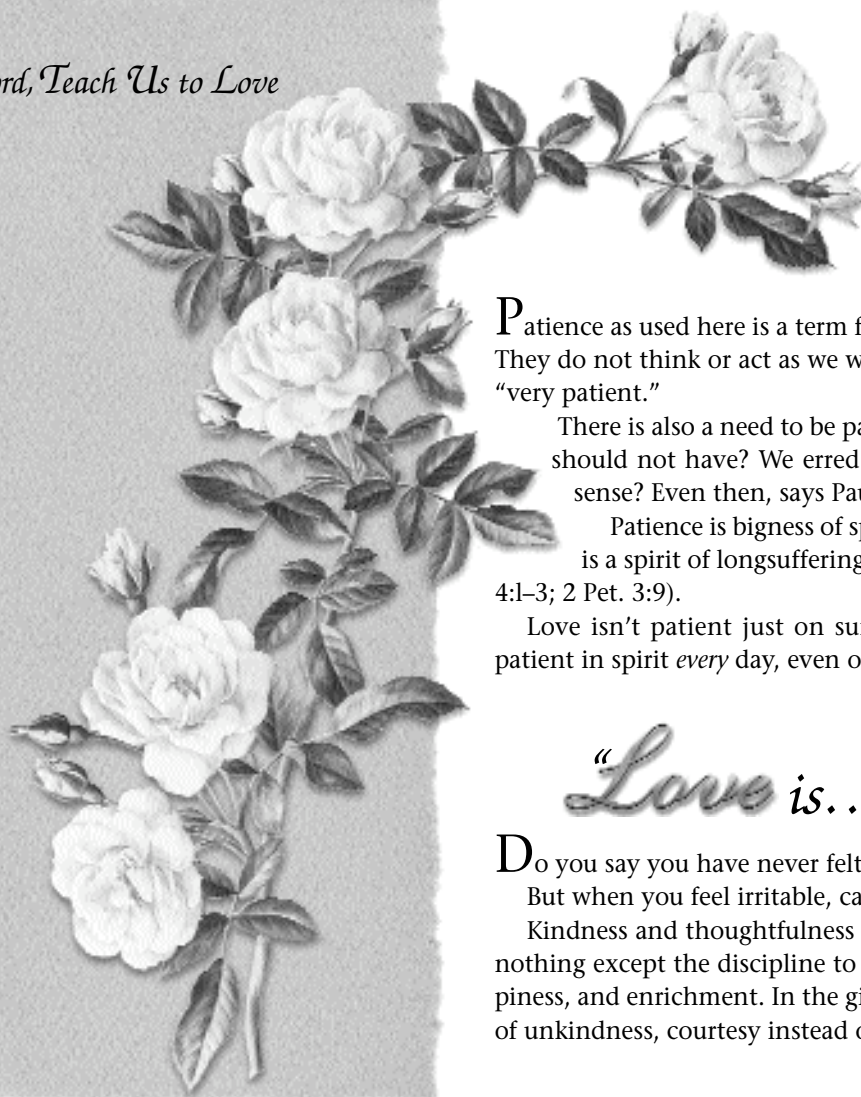 ord, Teach Us to Love
Patience as used here is a term f
They do not think or act as we w
“very patient.”
There is also a need to be pa
should not have? We erred
sense? Even then, says Pau
Patience is bigness of sp
is a spirit of longsuffering
4:l–3; 2 Pet. 3:9).
Love isn’t patient just on su
patient in spirit every day, even o
“Love is. .
Do you say you have never felt
But when you feel irritable, ca
Kindness and thoughtfulness
nothing except the discipline to
piness, and enrichment. In the gi
of unkindness, courtesy instead o